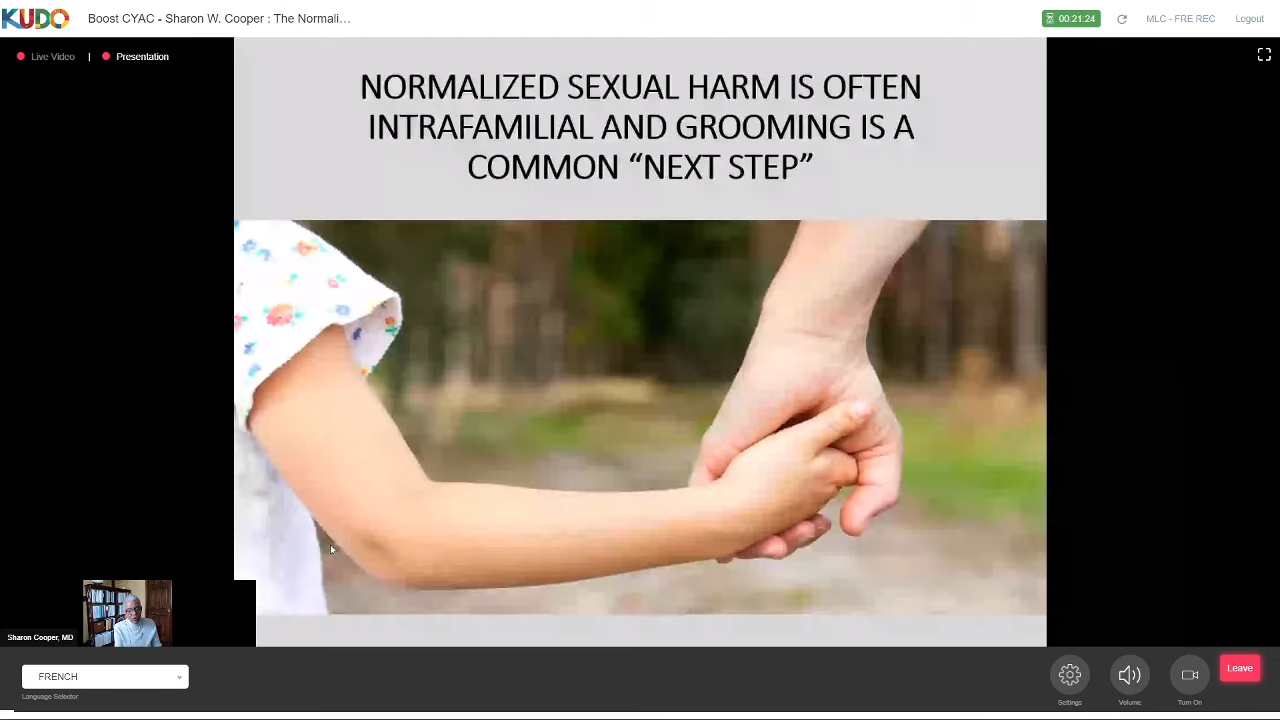 KUDO
Boost CYAC - Sharon W. Cooper : The Normali...
00:21:24
MLC - FRE REC
Logout
Live Video | Presentation
NORMALIZED SEXUAL HARM IS OFTEN
INTRAFAMILIAL AND GROOMING IS A
COMMON “NEXT STEP”
Sharon Cooper, MD
FRENCH
Language Selector
Settings
Volume
Turn On
Leave